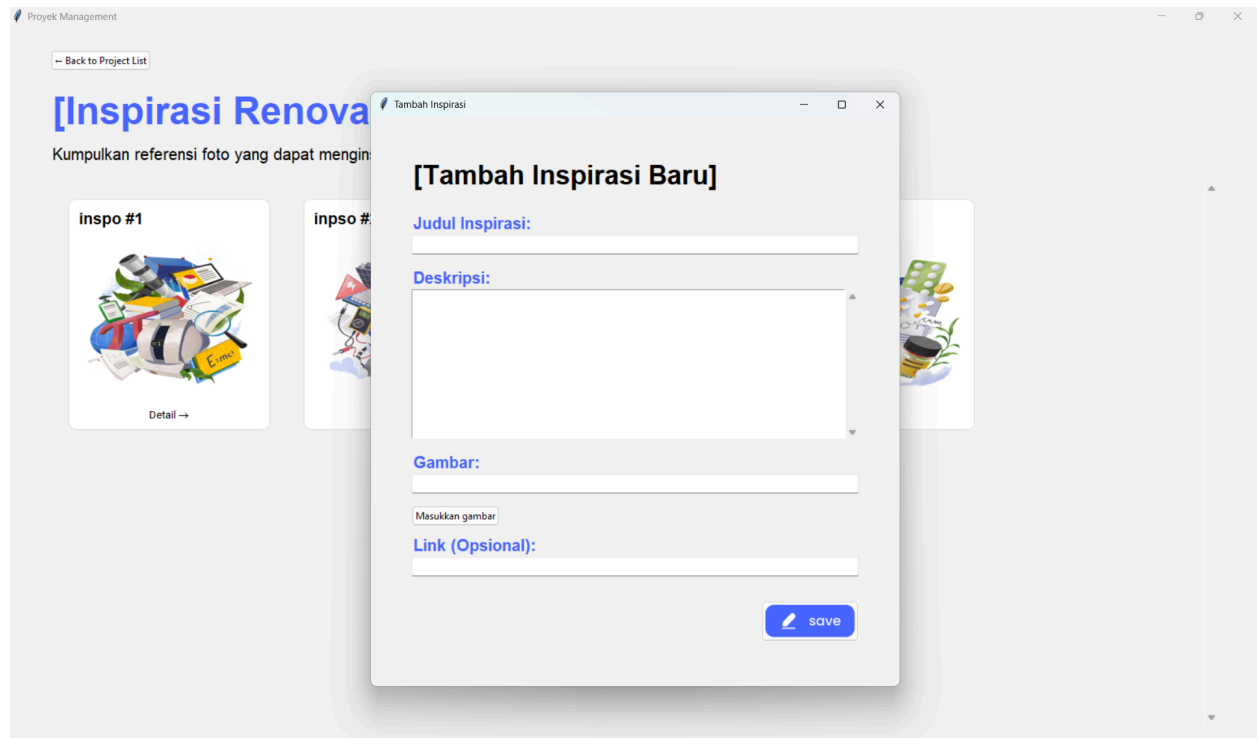 Proyek Management
← Back to Project List
[Inspirasi Renova
Kumpulkan referensi foto yang dapat
inspo #1
E=mc²
Detail →
inpso #
Tambah Inspirasi
[Tambah Inspirasi Baru]
Judul Inspirasi:
Deskripsi:
Gambar:
Masukkan gambar
Link (Opsional):
save